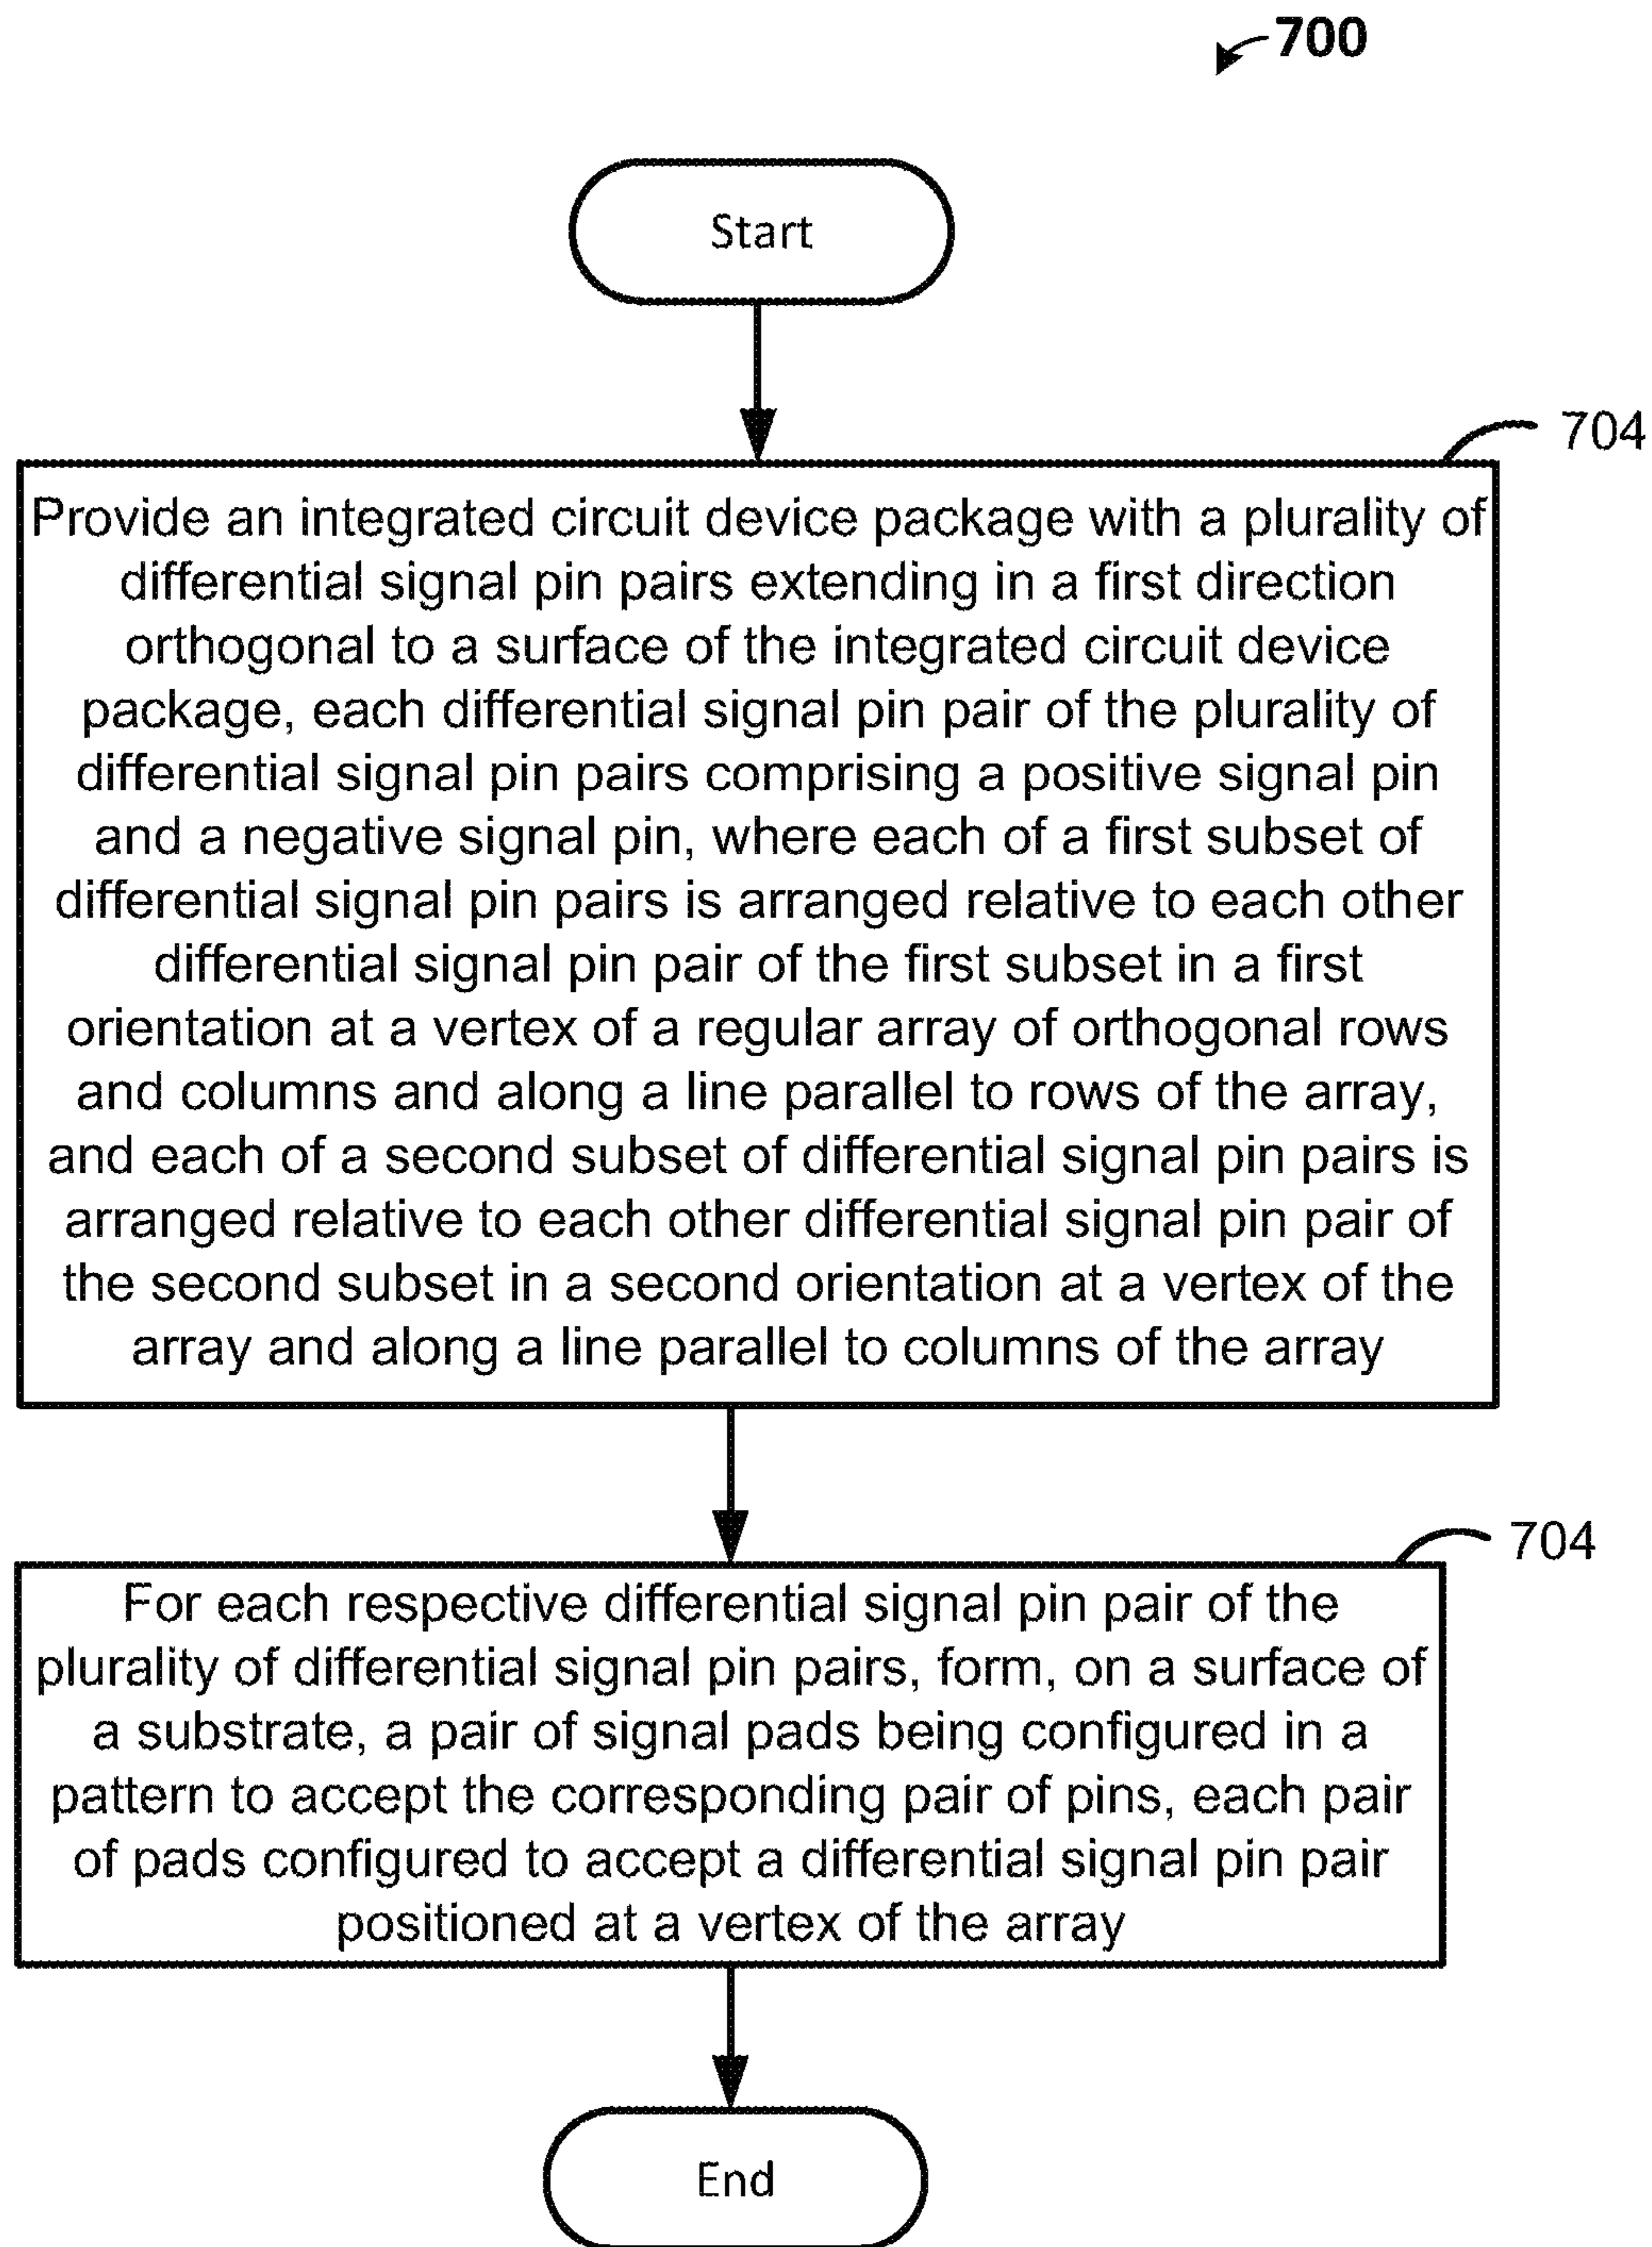 700
Start
704
Provide an integrated circuit device package with a plurality of
differential signal pin pairs extending in a first direction
orthogonal to a surface of the integrated circuit device
package, each differential signal pin pair of the plurality of
differential signal pin pairs comprising a positive signal pin
and a negative signal pin, where each of a first subset of
differential signal pin pairs is arranged relative to each other
differential signal pin pair of the first subset in a first
orientation at a vertex of a regular array of orthogonal rows
and columns and along a line parallel to rows of the array,
and each of a second subset of differential signal pin pairs is
arranged relative to each other differential signal pin pair of
the second subset in a second orientation at a vertex of the
array and along a line parallel to columns of the array
704
For each respective differential signal pin pair of the
plurality of differential signal pin pairs, form, on a surface of
a substrate, a pair of signal pads being configured in a
pattern to accept the corresponding pair of pins, each pair
of pads configured to accept a differential signal pin pair
positioned at a vertex of the array
End